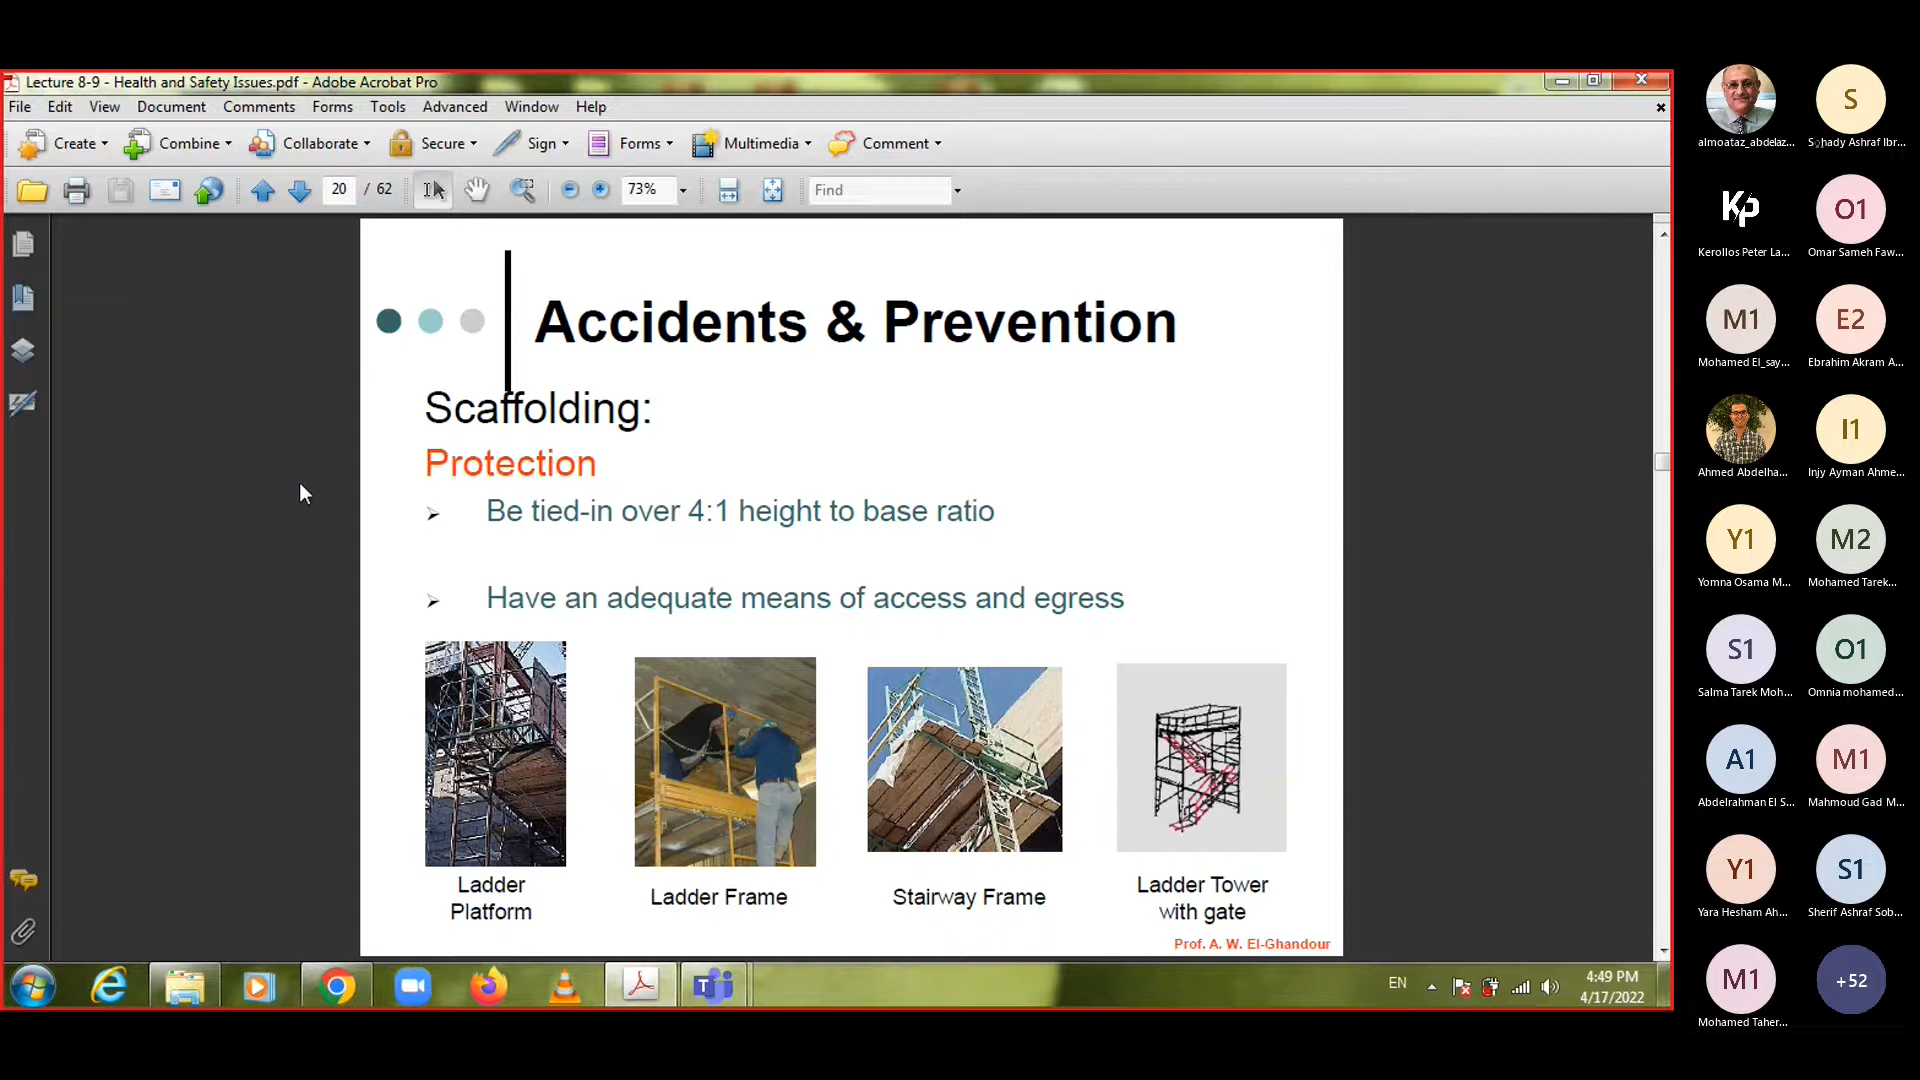 Lecture 8-9 - Health and Safety Issues.pdf - Adobe Acrobat Pro
File Edit View Document Comments Forms Tools Advanced Window Help
Create Combine Collaborate Secure Sign Forms Multimedia Comment
20 / 62 73% Find
Accidents & Prevention
Scaffolding:
Protection
Be tied-in over 4:1 height to base ratio
Have an adequate means of access and egress
Ladder
Platform
Ladder Frame
Stairway Frame
Ladder Tower
with gate
Prof. A. W. El-Ghandour
EN
4:49 PM
4/17/2022
S
almoataz_abdelaz...
Sohady Ashraf Ibr...
Kp
O1
Kerollos Peter La...
Omar Sameh Faw...
M1
E2
Mohamed El_say...
Ebrahim Akram A...
I1
Ahmed Abdelha...
Injy Ayman Ahme...
Y1
M2
Yomna Osama M...
Mohamed Tarek...
S1
O1
Salma Tarek Moh...
Omnia mohamed...
A1
M1
Abdelrahman El S...
Mahmoud Gad M...
Y1
S1
Yara Hesham Ah...
Sherif Ashraf Sob...
M1
+52
Mohamed Taher...